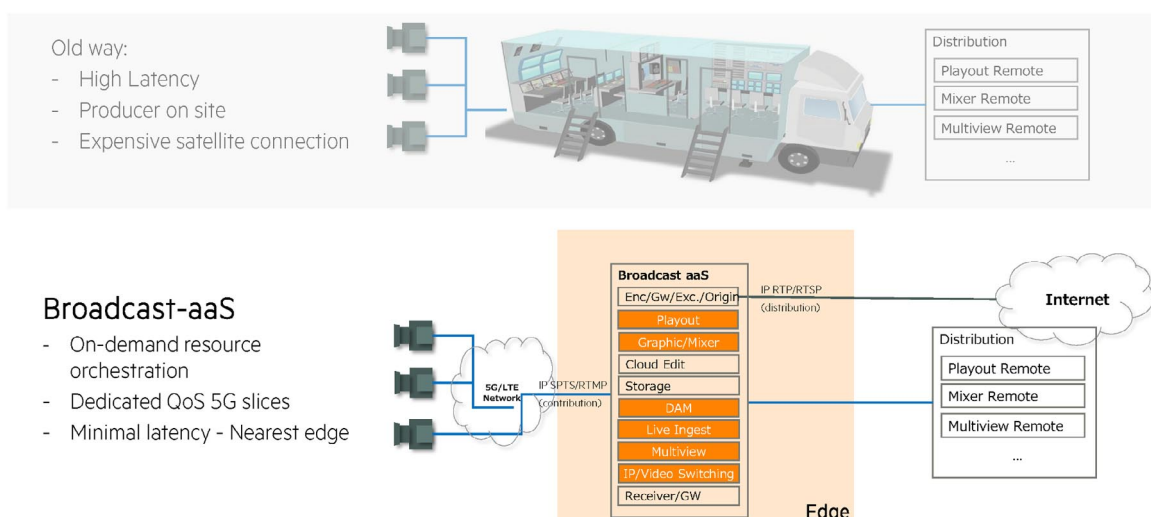 Old way:
- High Latency
- Producer on site
- Expensive satellite connection
Distribution
Playout Remote
Mixer Remote
Multiview Remote
...
Broadcast-aaS
- On-demand resource
orchestration
- Dedicated QoS 5G slices
- Minimal latency - Nearest edge
5G/LTE
Network
IP SPTS/RTMP
(contribution)
Broadcast aaS
Enc/Gw/Exc./Origin
Playout
Graphic/Mixer
Cloud Edit
Storage
DAM
Live Ingest
Multview
IP/Video Switching
Receiver/GW
Edge
IP RTP/RTSP
(distribution)
Internet
Distribution
Playout Remote
Mixer Remote
Multiview Remote
...